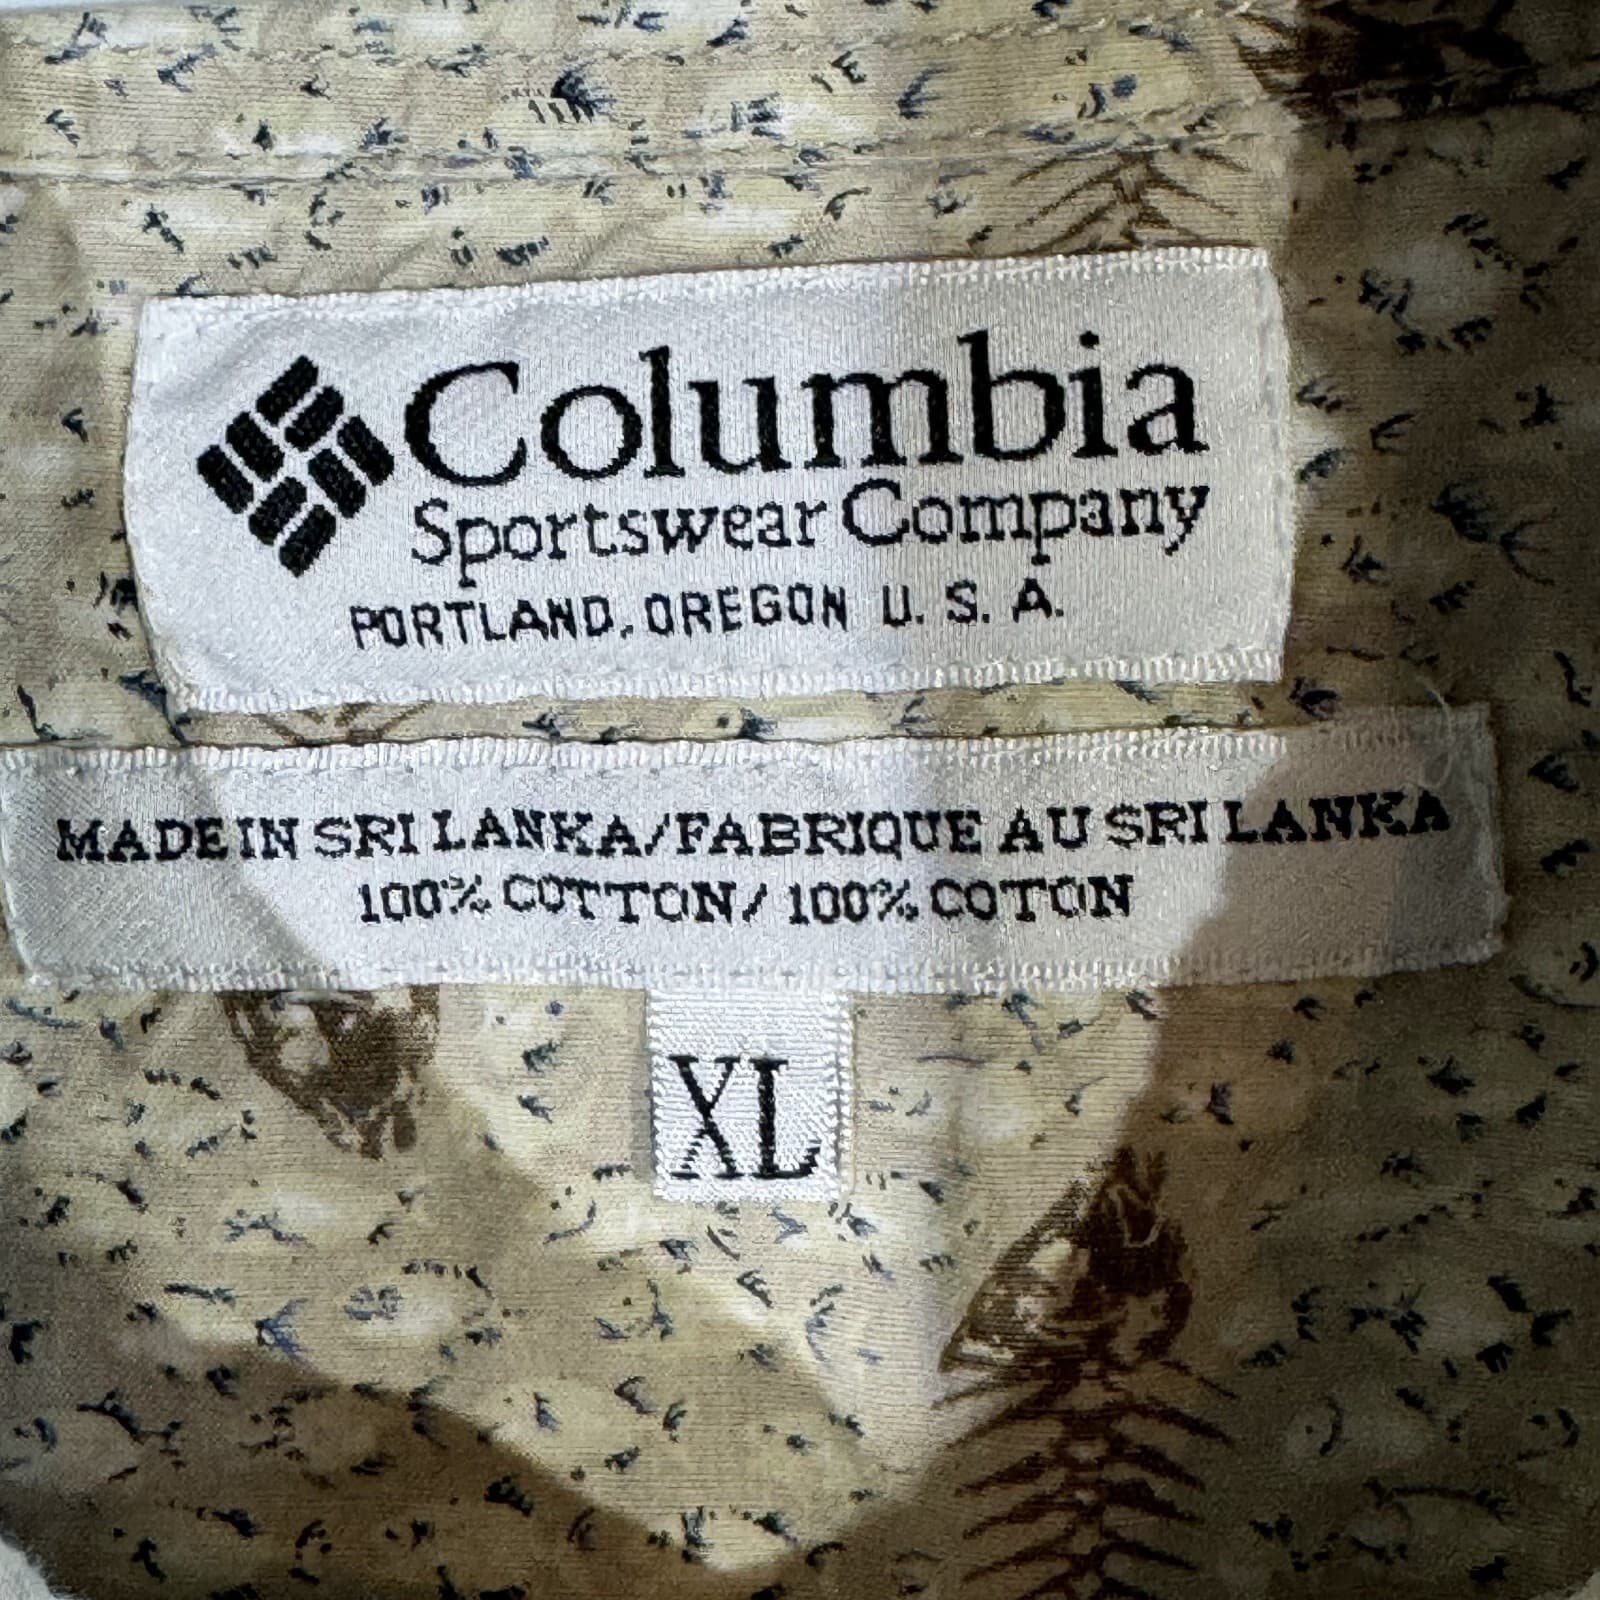 Columbia
Sportswear Company
PORTLAND, OREGON U. S. A.
MADE IN SRI LANKA/FABRIQUE AU SRI LANKA
100% COTTON/ 100% COTON
XL